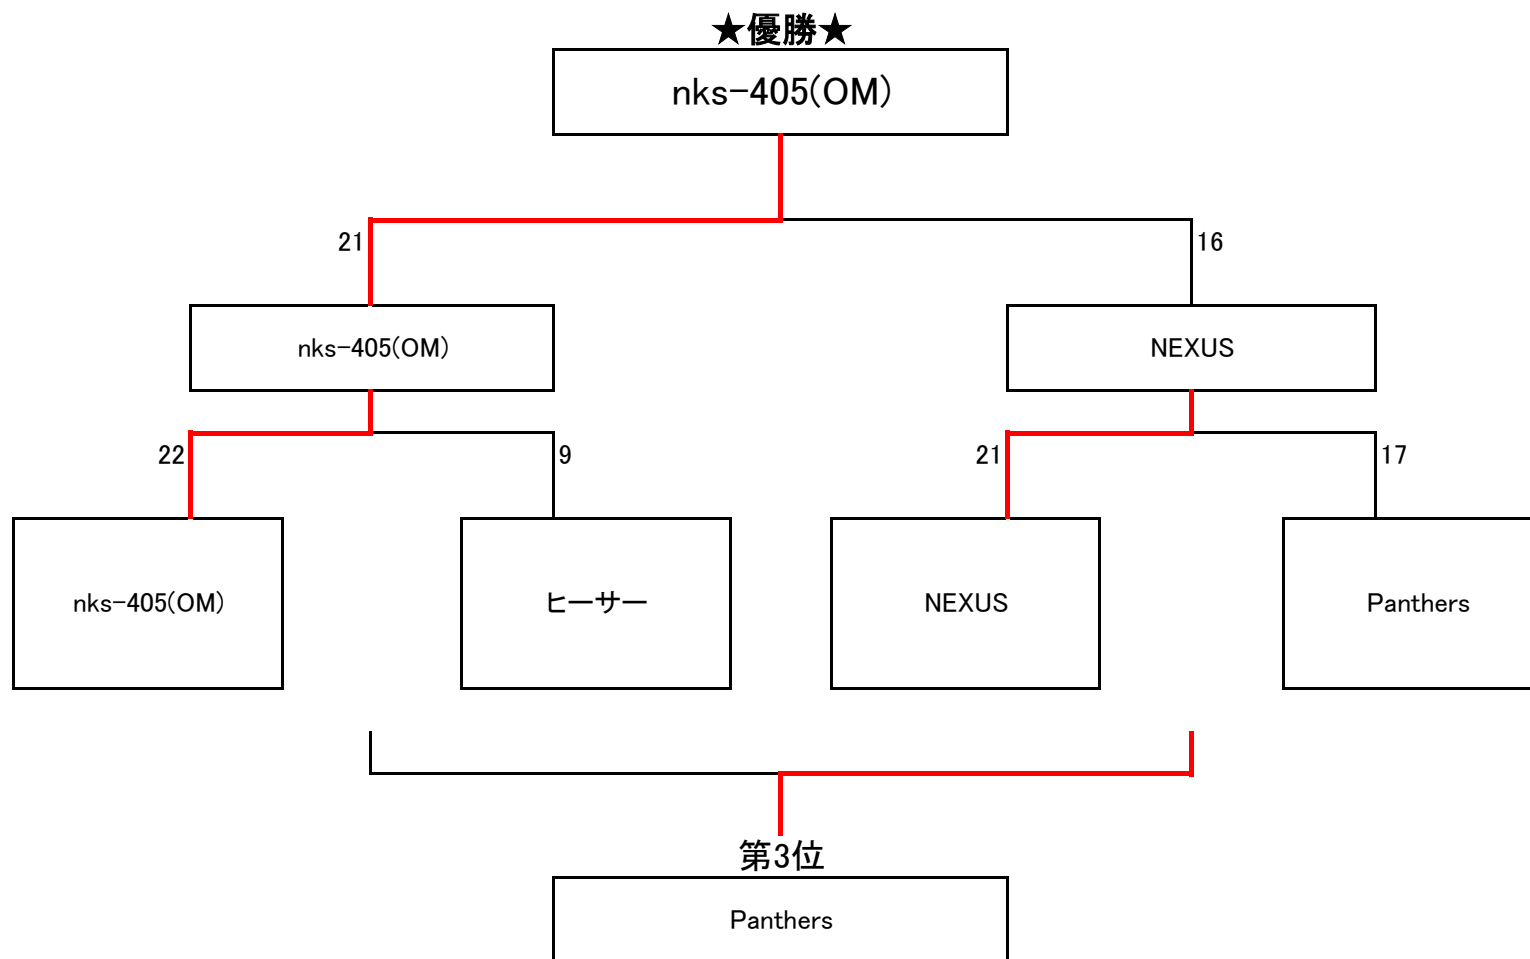 ★優勝★
nks-405(OM)
21
16
nks-405(OM)
NEXUS
22
9
21
17
nks-405(OM)
ヒーサー
NEXUS
Panthers
第3位
Panthers